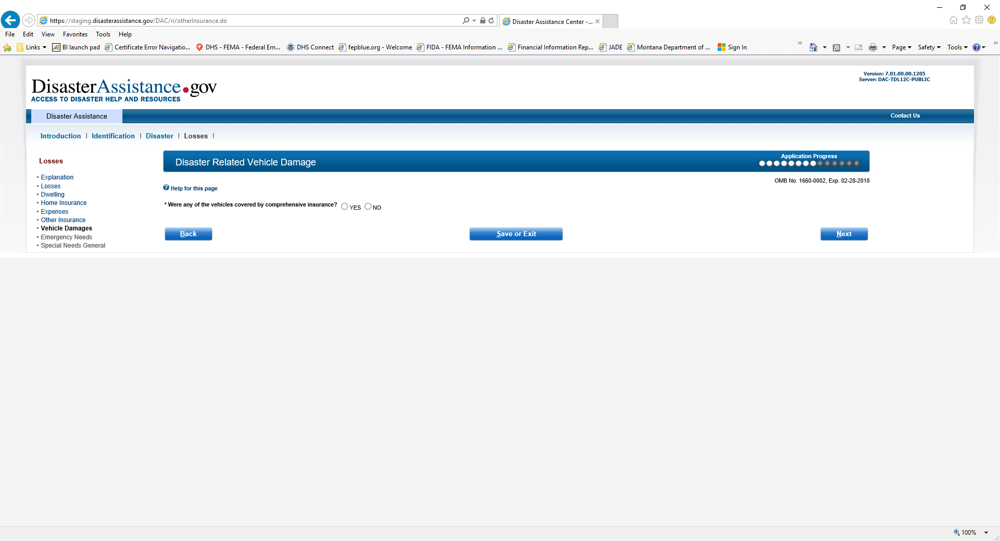 https://staging.disasterassistance.gov/DAC/ri/otherInsurance.do
Disaster Assistance Center -...
File Edit View Favorites Tools Help
Links BI launch pad Certificate Error Navigatio... DHS - FEMA - Federal Em... DHS Connect fepblue.org - Welcome FIDA - FEMA Information ... Financial Information Rep... JADE Montana Department of ... Sign In » Page Safety Tools »
Version: 7.01.00.00.1205
Server: DAC-TDL12C-PUBLIC
DisasterAssistance.gov
ACCESS TO DISASTER HELP AND RESOURCES
Disaster Assistance
Contact Us
Introduction | Identification | Disaster | Losses |
Losses
• Explanation
• Losses
• Dwelling
• Home Insurance
• Expenses
• Other Insurance
• Vehicle Damages
• Emergency Needs
• Special Needs General
Disaster Related Vehicle Damage
Application Progress
OMB No. 1660-0002, Exp. 02-28-2018
? Help for this page
* Were any of the vehicles covered by comprehensive insurance? YES NO
Back
Save or Exit
Next
100%